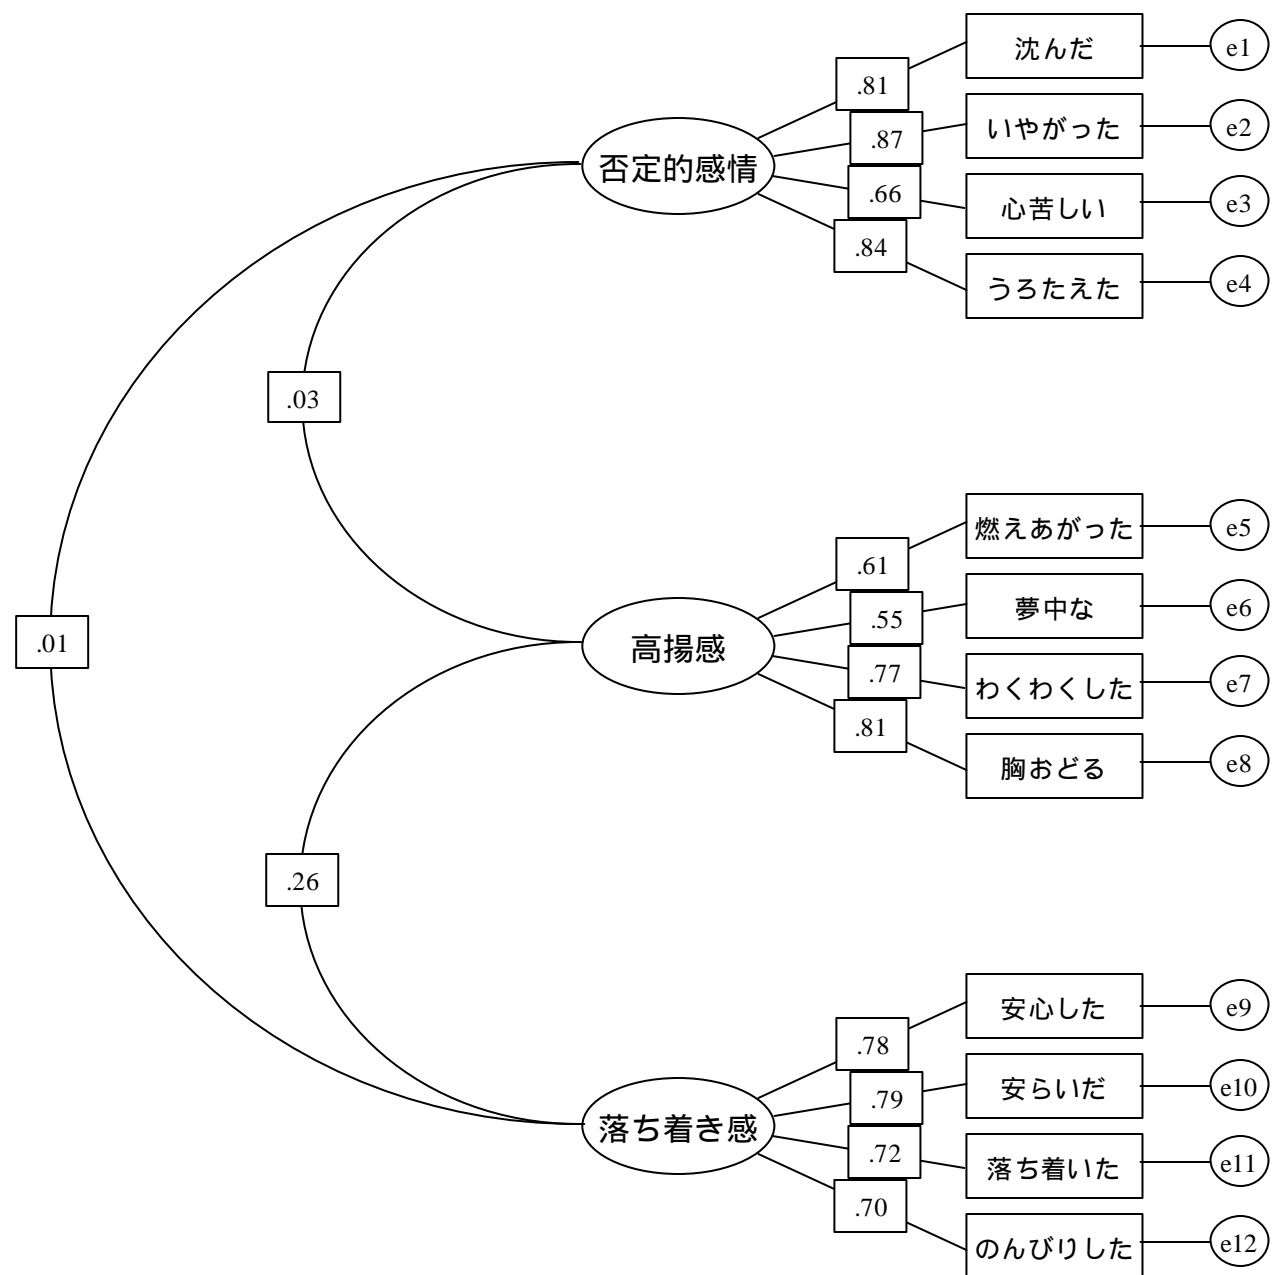 沈んだ
e1
.81
いやがった
e2
.87
否定的感情
.66
心苦しい
e3
.84
うろたえた
e4
.03
燃えあがった
e5
.61
夢中な
e6
.55
.01
高揚感
.77
わくわくした
e7
.81
胸おどる
e8
.26
安心した
e9
.78
安らいだ
e10
.79
落ち着き感
.72
落ち着いた
e11
.70
のんびりした
e12